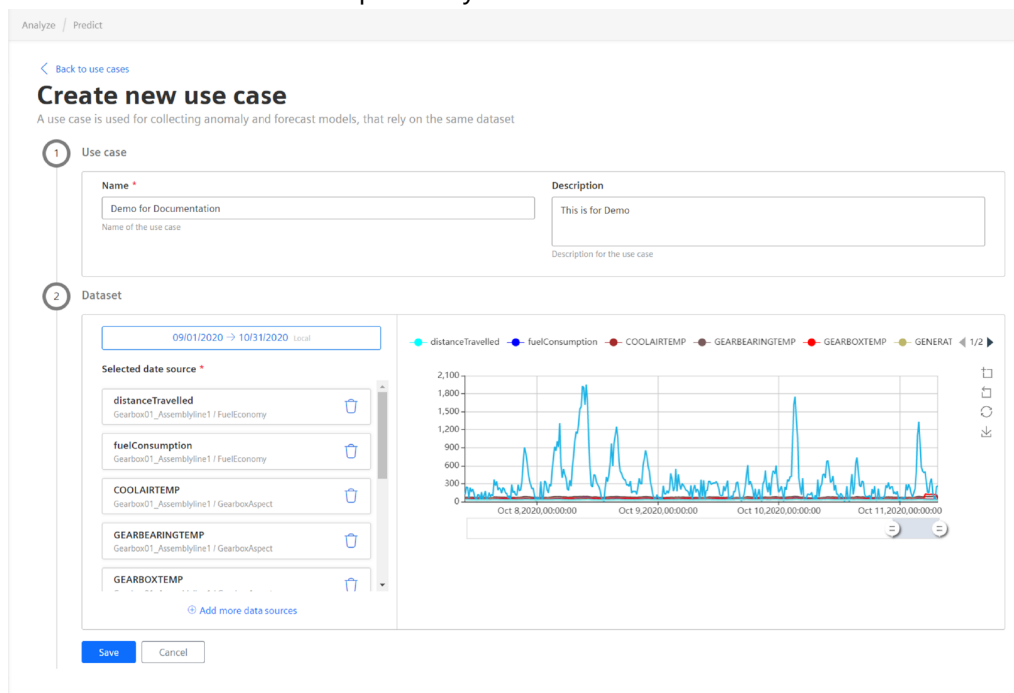 Analyze / Predict
Back to use cases
Create new use case
A use case is used for collecting anomaly and forecast models, that rely on the same dataset
1 Use case
Name *
Demo for Documentation
Name of the use case
Description
This is for Demo
Description for the use case
2 Dataset
09/01/2020 → 10/31/2020 Local
Selected date source *
distanceTravelled
Gearbox01_Assemblyline1 / FuelEconomy
fuelConsumption
Gearbox01_Assemblyline1 / FuelEconomy
COOLAIRTEMP
Gearbox01_Assemblyline1 / GearboxAspect
GEARBEARINGTEMP
Gearbox01_Assemblyline1 / GearboxAspect
GEARBOXTEMP
Add more data sources
distanceTravelled fuelConsumption COOLAIRTEMP GEARBEARINGTEMP GEARBOXTEMP GENERAT 1/2
2,100
1,800
1,500
1,200
900
600
300
0
Oct 8,2020,00:00:00 Oct 9,2020,00:00:00 Oct 10,2020,00:00:00 Oct 11,2020,00:00:00
Save Cancel